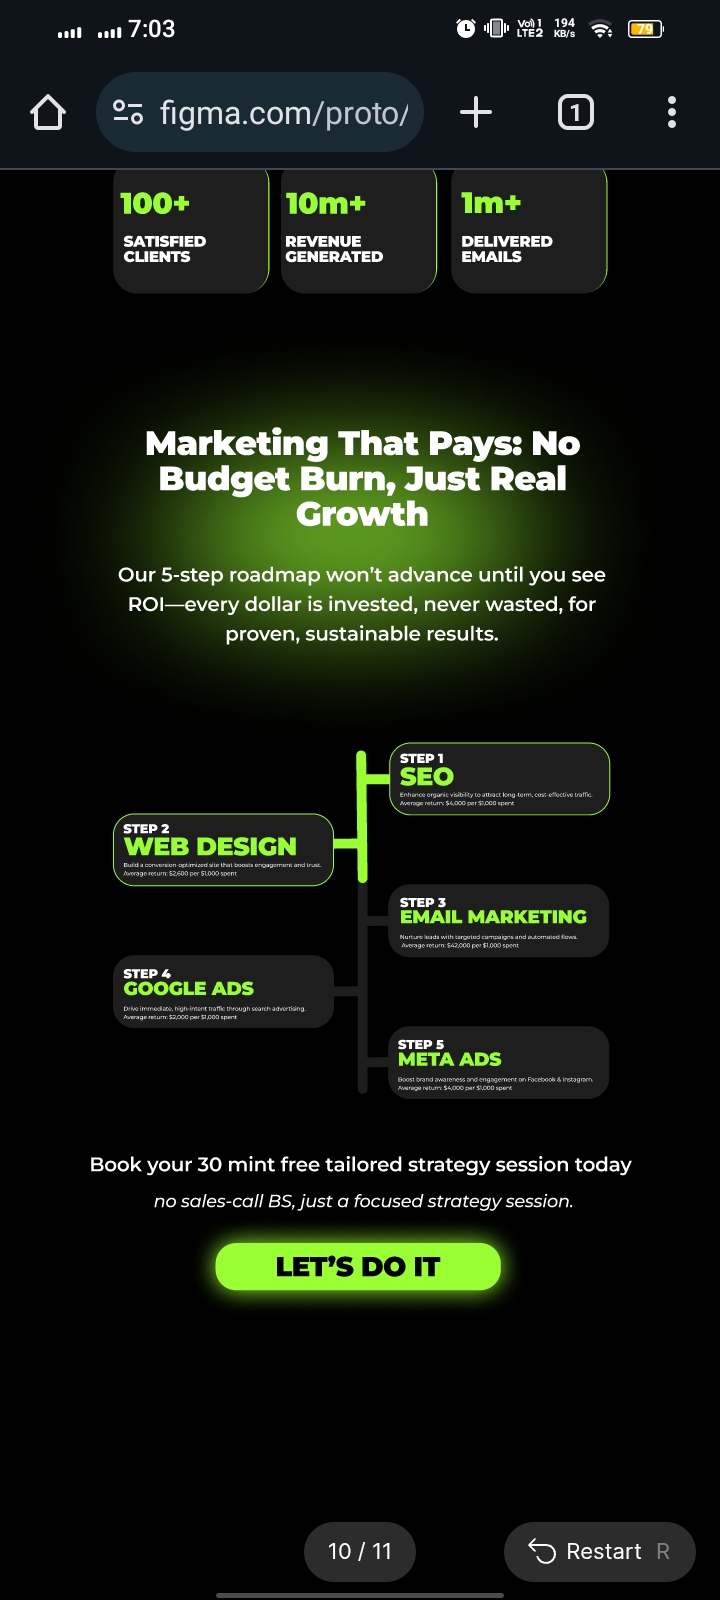 7:03
Vo)) 1
LTE2
194
KB/s
79
figma.com/proto/
1
100+
SATISFIED
CLIENTS
10m+
REVENUE
GENERATED
1m+
DELIVERED
EMAILS
Marketing That Pays: No
Budget Burn, Just Real
Growth
Our 5-step roadmap won’t advance until you see
ROI—every dollar is invested, never wasted, for
proven, sustainable results.
STEP 1
SEO
Enhance organic visibility to attract long-term, cost-effective traffic.
Average return: $4,000 per $1,000 spent
STEP 2
WEB DESIGN
Build a conversion-optimized site that boosts engagement and trust.
Average return: $2,600 per $1,000 spent
STEP 3
EMAIL MARKETING
Nurture leads with targeted campaigns and automated flows.
Average return: $42,000 per $1,000 spent
STEP 4
GOOGLE ADS
Drive immediate, high-intent traffic through search advertising.
Average return: $2,000 per $1,000 spent
STEP 5
META ADS
Boost brand awareness and engagement on Facebook & Instagram.
Average return: $4,000 per $1,000 spent
Book your 30 mint free tailored strategy session today
no sales-call BS, just a focused strategy session.
LET’S DO IT
10 / 11
Restart R